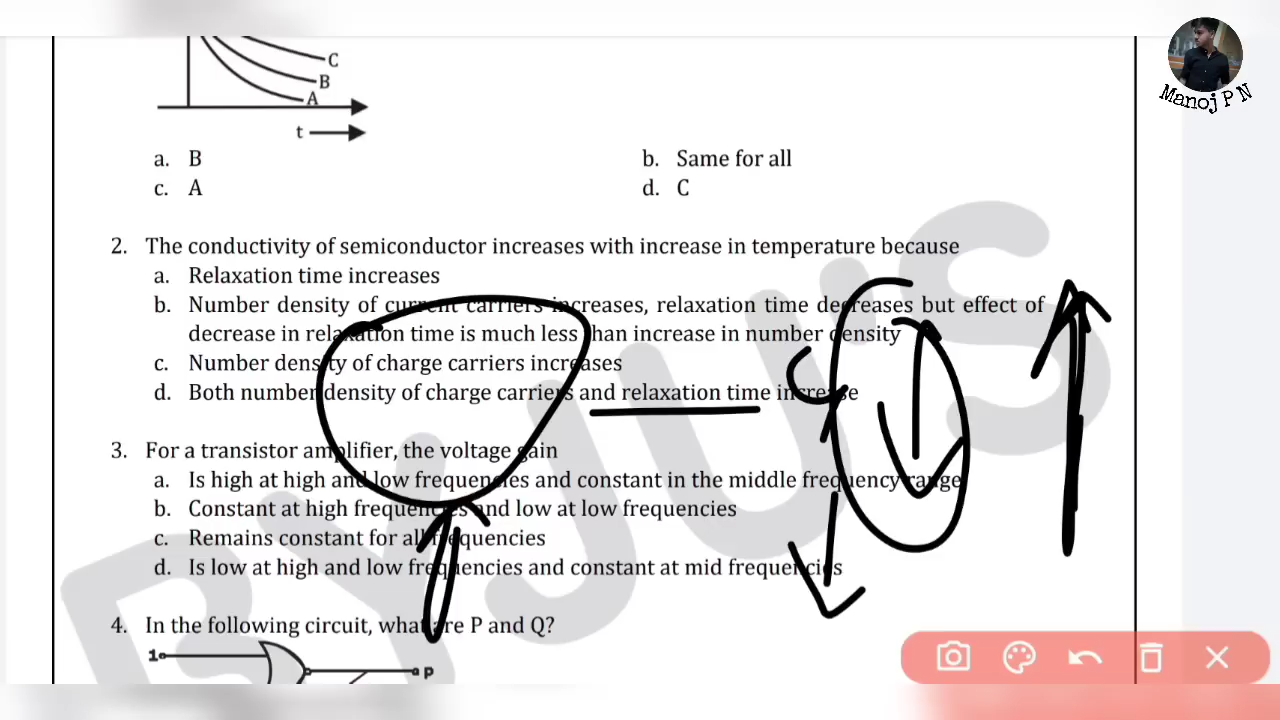 C
B
A
t
a. B
b. Same for all
c. A
d. C
2. The conductivity of semiconductor increases with increase in temperature because
a. Relaxation time increases
b. Number density of current carriers increases, relaxation time decreases but effect of
decrease in relaxation time is much less than increase in number density
c. Number density of charge carriers increases
d. Both number density of charge carriers and relaxation time increase
3. For a transistor amplifier, the voltage gain
a. Is high at high and low frequencies and constant in the middle frequency range
b. Constant at high frequencies and low at low frequencies
c. Remains constant for all frequencies
d. Is low at high and low frequencies and constant at mid frequencies
4. In the following circuit, what are P and Q?
1
P
BYJU'S
Manoj P N